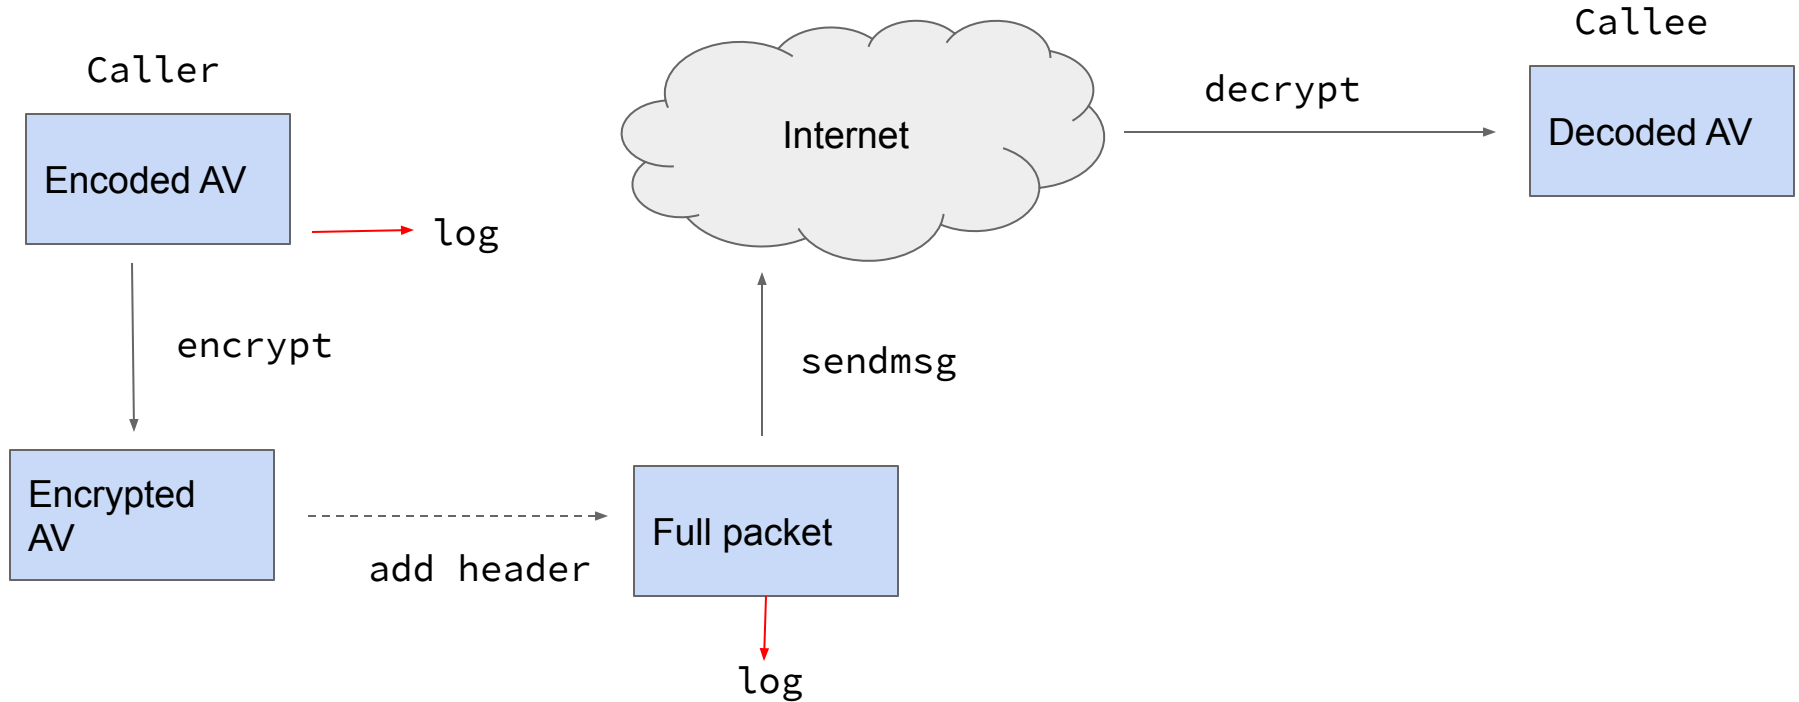 Caller
Callee
Encoded AV
Internet
decrypt
Decoded AV
log
encrypt
sendmsg
Encrypted
AV
add header
Full packet
log